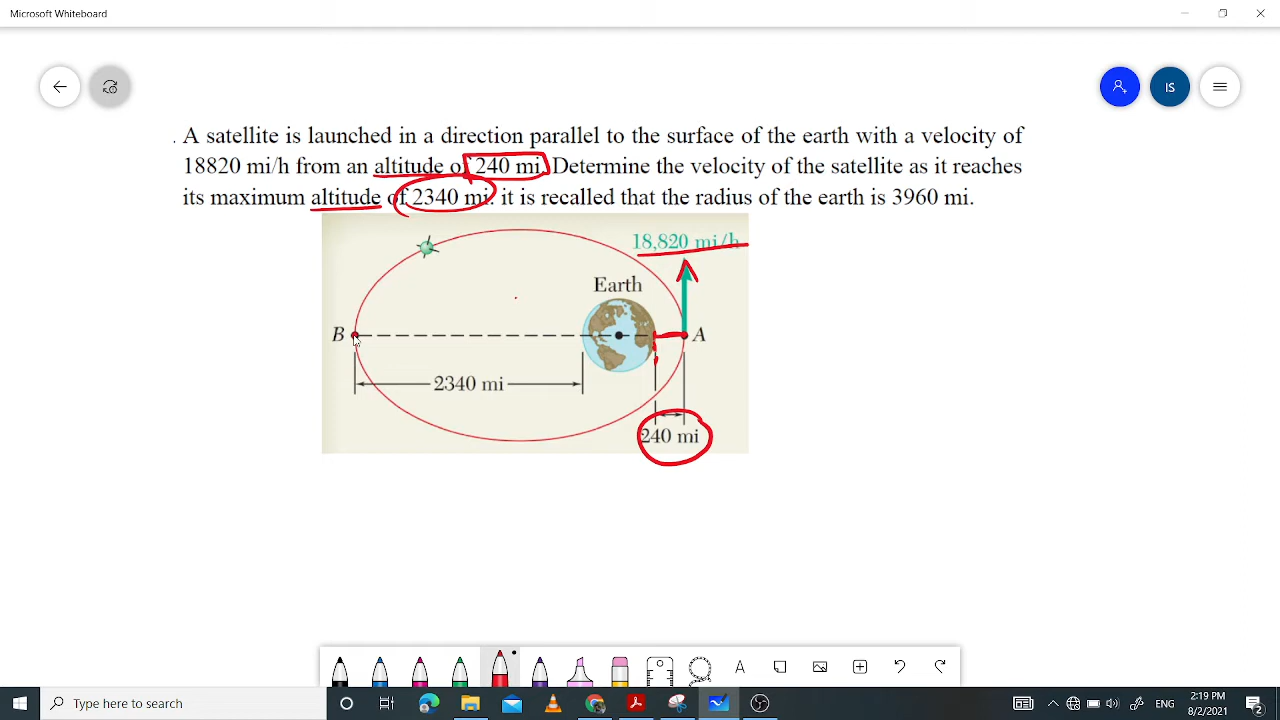 Microsoft Whiteboard
IS
. A satellite is launched in a direction parallel to the surface of the earth with a velocity of
18820 mi/h from an altitude of 240 mi. Determine the velocity of the satellite as it reaches
its maximum altitude of 2340 mi. it is recalled that the radius of the earth is 3960 mi.
18,820 mi/h
Earth
B
A
2340 mi
240 mi
A
Type here to search
ENG
2:19 PM
8/2/2021
2